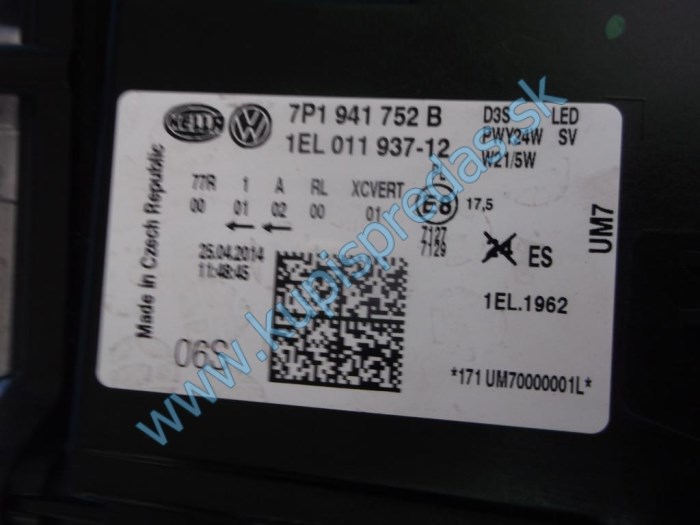 HELLA
7P1 941 752 B
1EL 011 937-12
D3S LED
PWY24W SV
W21/5W
77R 1 A RL XCVERT
00 01 02 00 01
E8
17,5
7127
7129
25.04.2014
11:48:45
ES
1EL.1962
06S
*171 UM70000001L*
Made in Czech Republic
UM7
www.kupispredas.sk